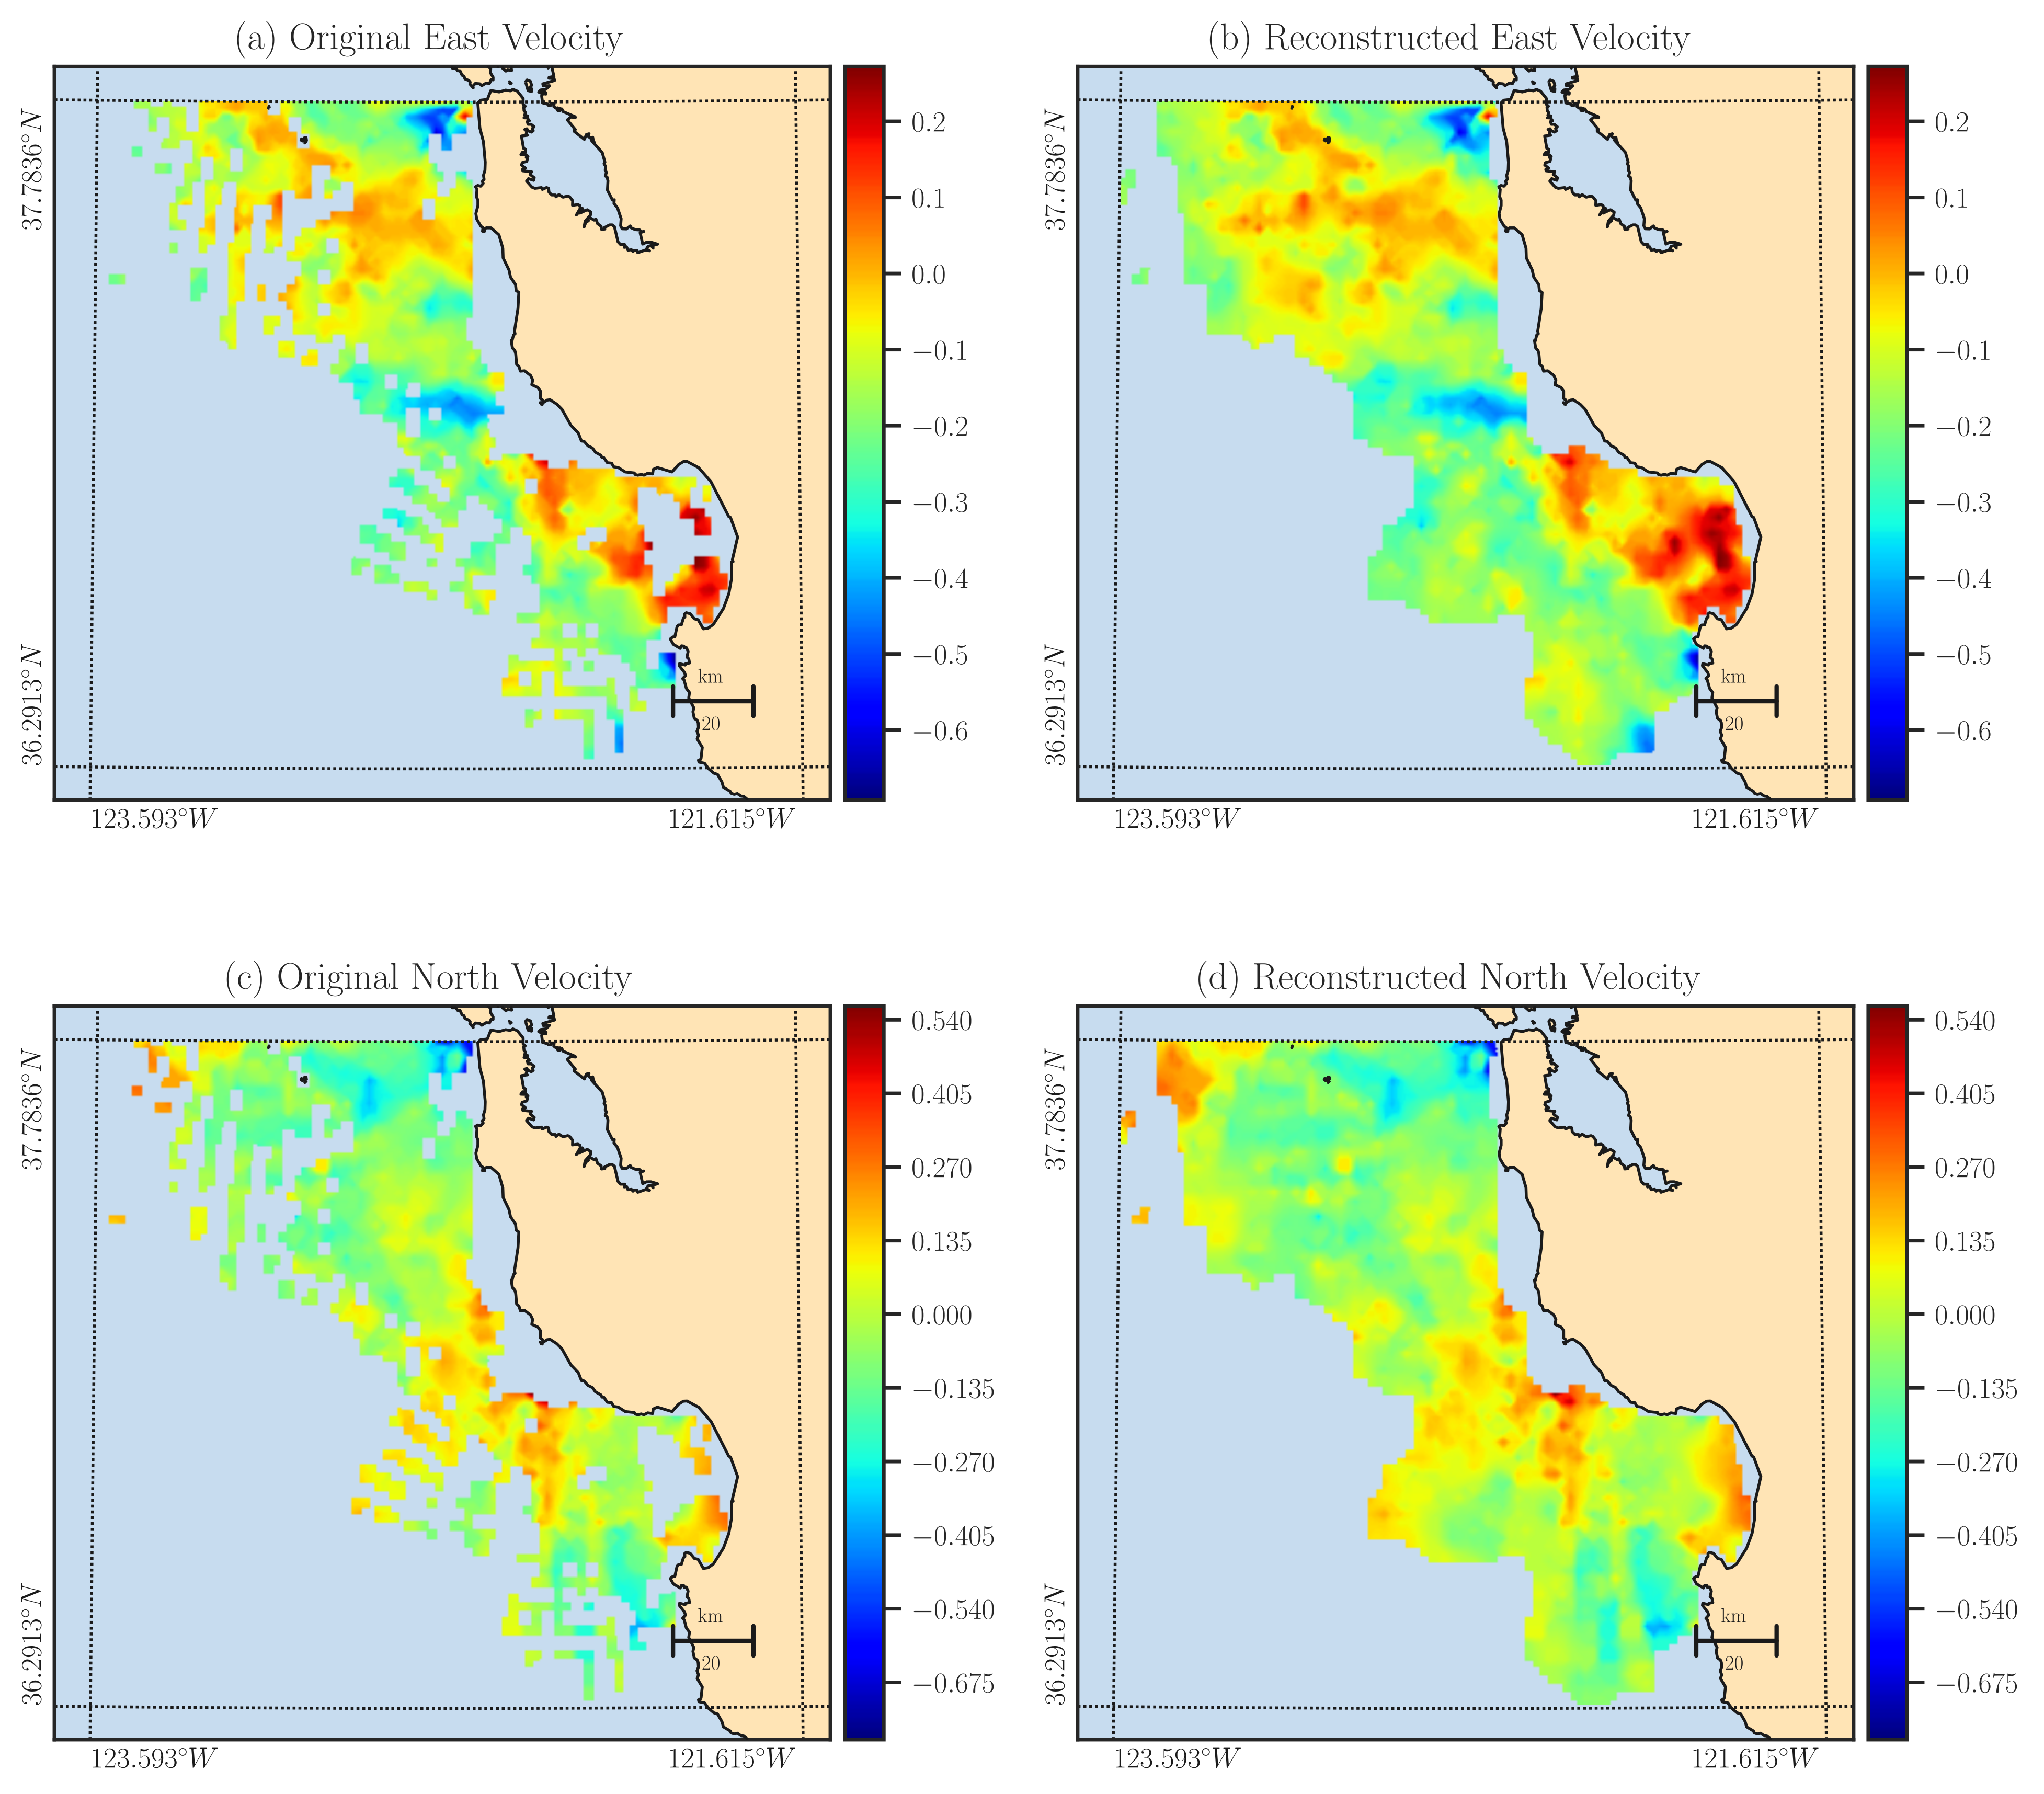 (a) Original East Velocity
(b) Reconstructed East Velocity
37.7836°N
36.2913°N
123.593°W
121.615°W
km
20
0.2
0.1
0.0
−0.1
−0.2
−0.3
−0.4
−0.5
−0.6
37.7836°N
36.2913°N
123.593°W
121.615°W
km
20
0.2
0.1
0.0
−0.1
−0.2
−0.3
−0.4
−0.5
−0.6
(c) Original North Velocity
(d) Reconstructed North Velocity
37.7836°N
36.2913°N
123.593°W
121.615°W
km
20
0.540
0.405
0.270
0.135
0.000
−0.135
−0.270
−0.405
−0.540
−0.675
37.7836°N
36.2913°N
123.593°W
121.615°W
km
20
0.540
0.405
0.270
0.135
0.000
−0.135
−0.270
−0.405
−0.540
−0.675